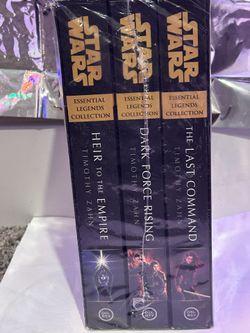 STAR
WARS
ESSENTIAL
LEGENDS
COLLECTION
HEIR TO THE EMPIRE
TIMOTHY ZAHN
STAR
WARS
ESSENTIAL
LEGENDS
COLLECTION
DARK FORCE RISING
TIMOTHY ZAHN
STAR
WARS
ESSENTIAL
LEGENDS
COLLECTION
THE LAST COMMAND
TIMOTHY ZAHN